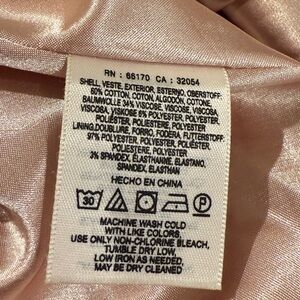 RN : 66170 CA : 32054
SHELL, VESTE, EXTERIOR, ESTERNO, OBERSTOFF:
60% COTTON, COTON, ALGODÓN, COTONE,
BAUMWOLLE 34% VISCOSE, VISCOSE, VISCOSA,
VISCOSA, VISKOSE 6% POLYESTER, POLYESTER,
POLIÉSTER, POLIESTERE, POLYESTER
LINING, DOUBLURE, FORRO, FODERA, FUTTERSTOFF:
97% POLYESTER, POLYESTER, POLIÉSTER,
POLIESTERE, POLYESTER
3% SPANDEX, ÉLASTHANNE, ELASTANO,
SPANDEX, ELASTHAN
HECHO EN CHINA
30 P
MACHINE WASH COLD
WITH LIKE COLORS,
USE ONLY NON-CHLORINE BLEACH,
TUMBLE DRY LOW,
LOW IRON AS NEEDED
MAY BE DRY CLEANED